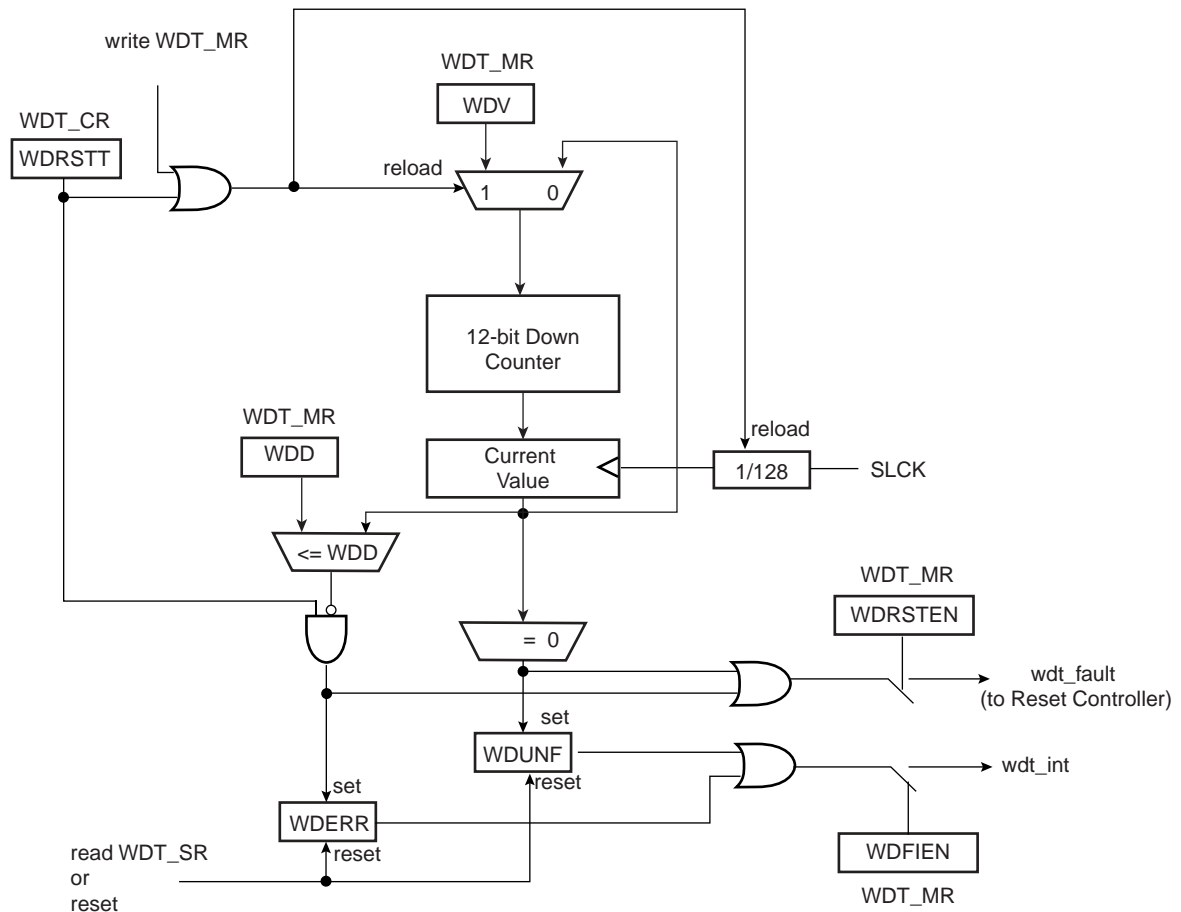 write WDT_MR
WDT_MR
WDV
WDT_CR
WDRSTT
reload
1 0
12-bit Down
Counter
WDT_MR
WDD
reload
Current
Value
1/128
SLCK
<= WDD
WDT_MR
WDRSTEN
= 0
wdt_fault
(to Reset Controller)
set
WDUNF
reset
wdt_int
set
WDERR
reset
WDFIEN
WDT_MR
read WDT_SR
or
reset